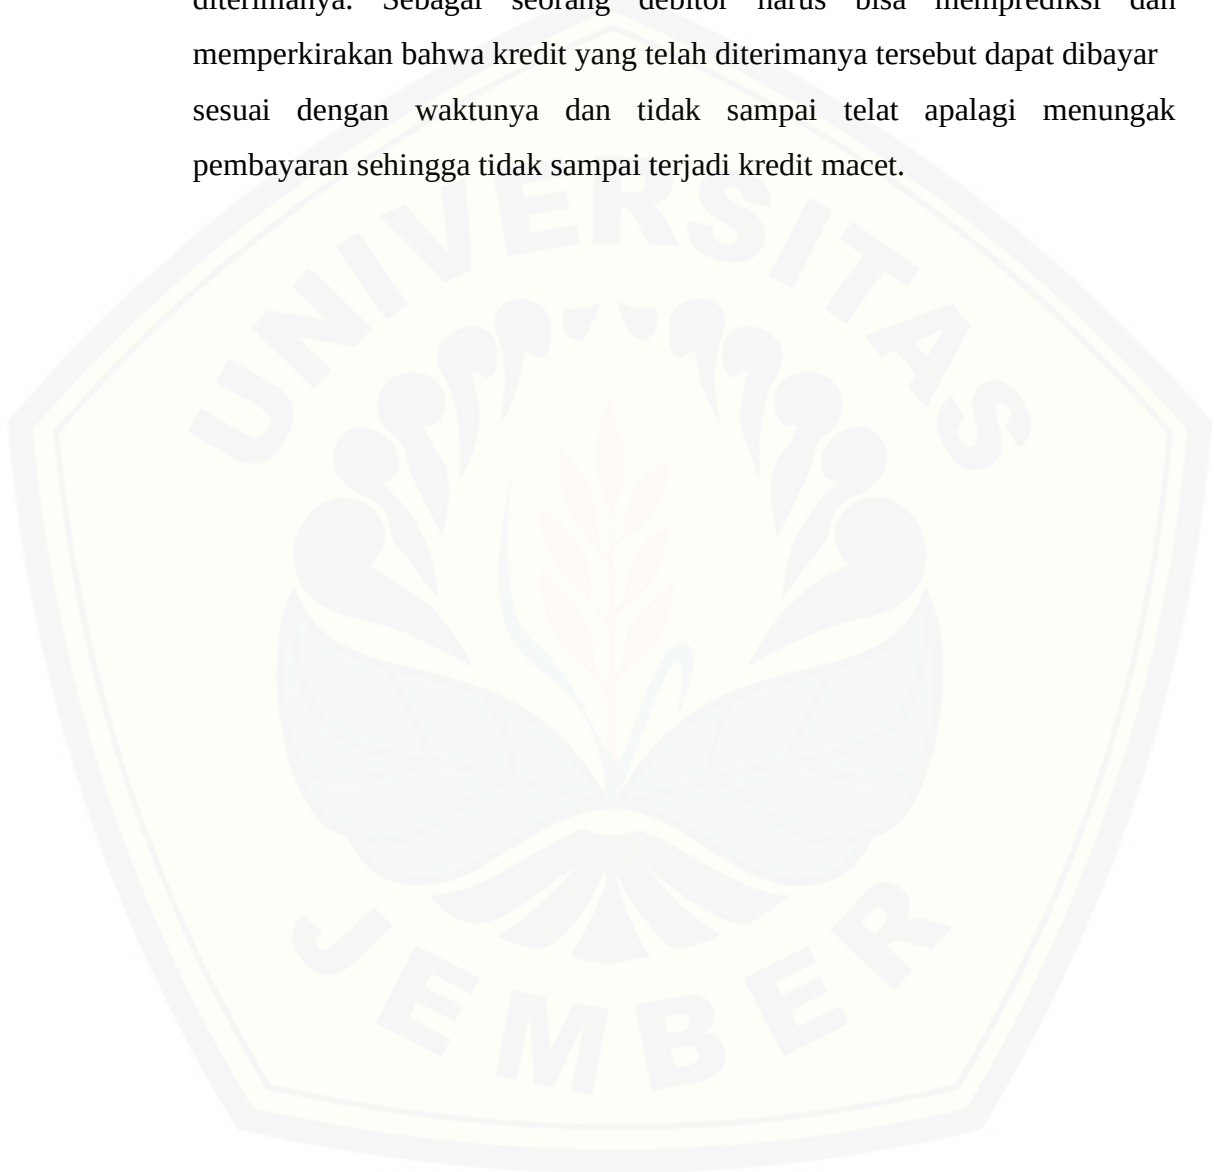 diterimanya. Sebagai seorang debitor harus bisa memprediksi dan
memperkirakan bahwa kredit yang telah diterimanya tersebut dapat dibayar
sesuai dengan waktunya dan tidak sampai telat apalagi menungak
pembayaran sehingga tidak sampai terjadi kredit macet.
UNIVERSITAS
JEMBER